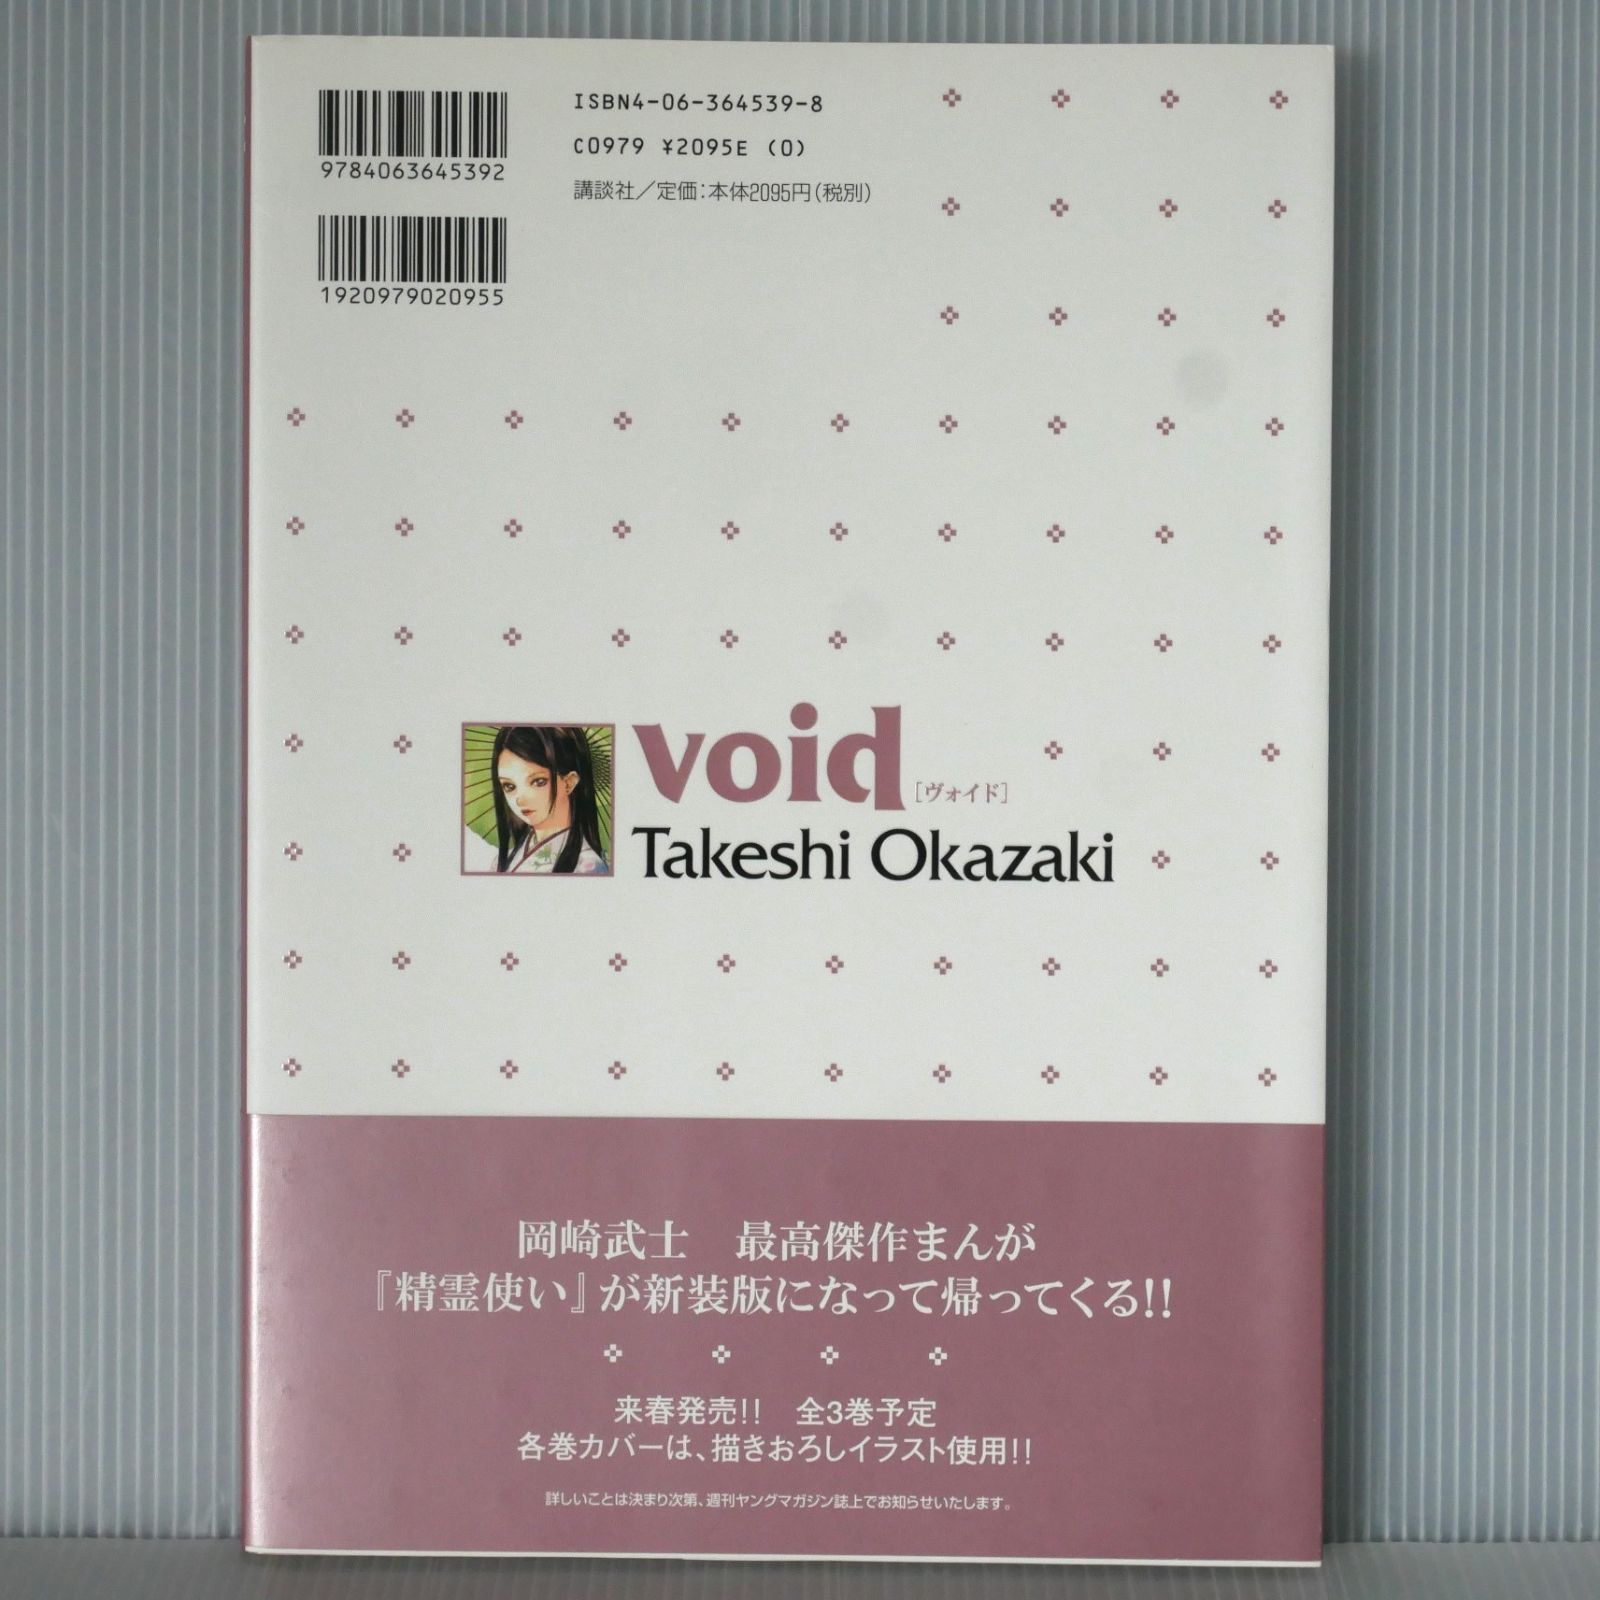 ISBN4-06-364539-8
C0979 ¥2095E (0)
講談社／定価：本体2095円(税別)
9784063645392
1920979020955
void
[ヴォイド]
Takeshi Okazaki
岡崎武士　最高傑作まんが
『精霊使い』が新装版になって帰ってくる!!
来春発売!!　全3巻予定
各巻カバーは、描きおろしイラスト使用!!
詳しいことは決まり次第、週刊ヤングマガジン誌上でお知らせいたします。